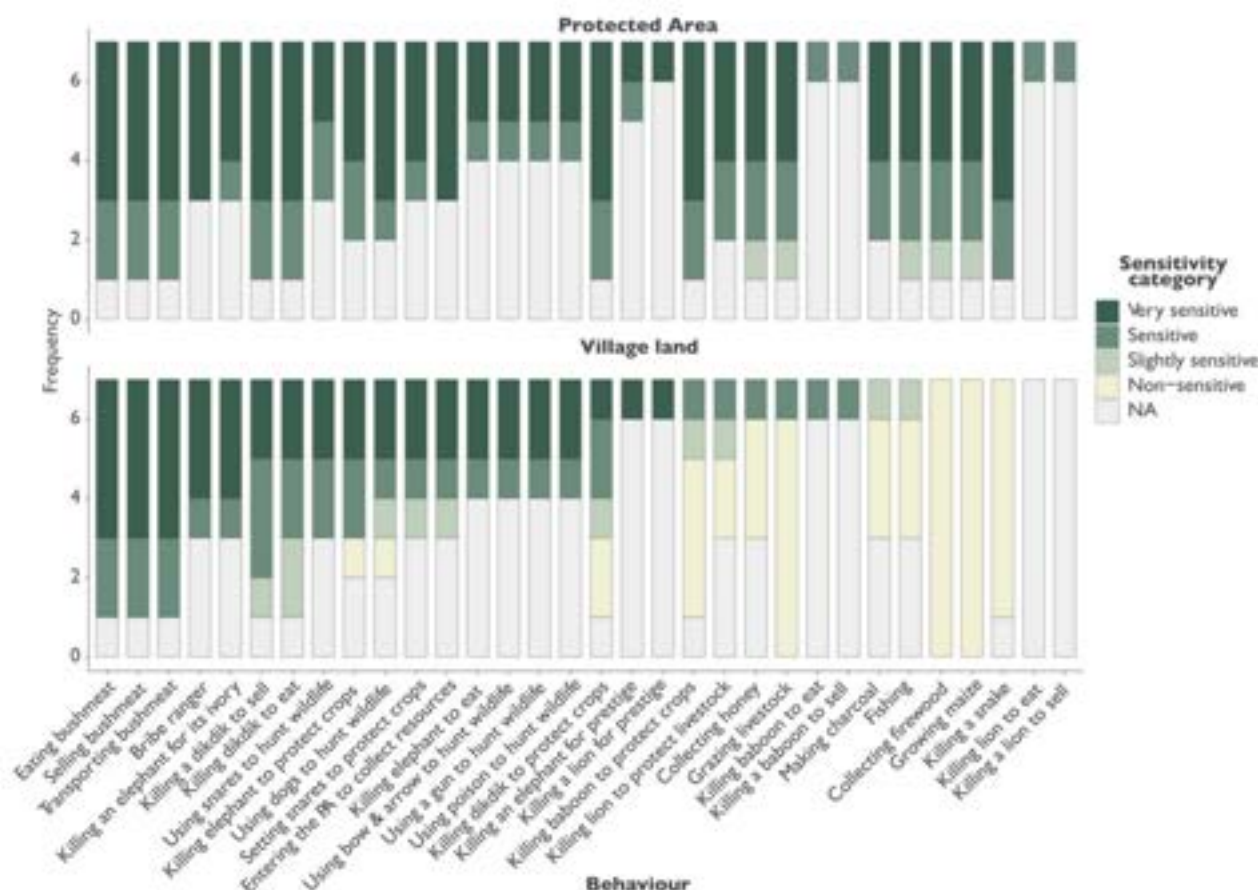 Protected Area
6
4
2
0
Village land
6
4
2
0
Frequency
Sensitivity
category
Very sensitive
Sensitive
Slightly sensitive
Non-sensitive
NA
Eating bushmeat
Selling bushmeat
Transporting bushmeat
Bribe ranger
Killing an elephant for its ivory
Killing a dikdik to sell
Killing dikdik to eat
Using snares to hunt wildlife
Killing elephant to protect crops
Using dogs to hunt wildlife
Setting snares to protect crops
Entering the PA to collect resources
Killing elephant to eat
Using bow & arrow to hunt wildlife
Using a gun to hunt wildlife
Using poison to hunt wildlife
Killing dikdik to protect crops
Killing an elephant for prestige
Killing a lion for prestige
Killing baboon to protect crops
Killing lion to protect livestock
Collecting honey
Grazing livestock
Killing baboon to eat
Killing a baboon to sell
Making charcoal
Fishing
Collecting firewood
Growing maize
Killing a snake
Killing lion to eat
Killing a lion to sell
Behaviour